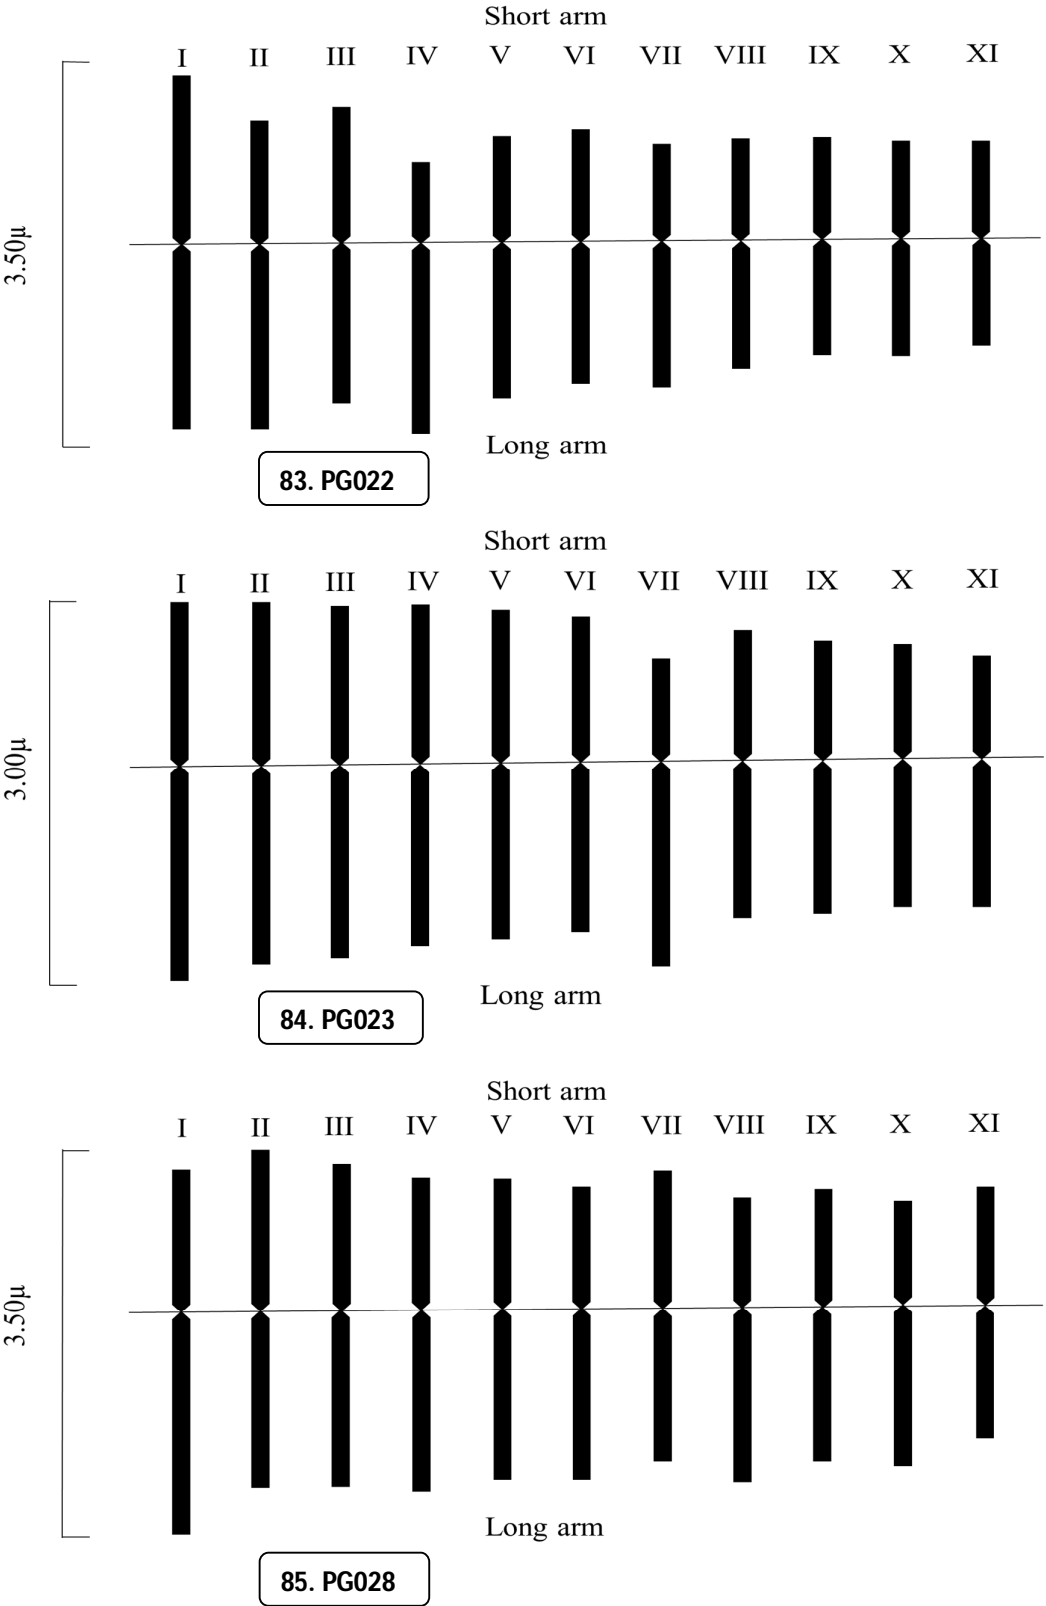 Short arm
I II III IV V VI VII VIII IX X XI
3.50µ
Long arm
83. PG022
Short arm
I II III IV V VI VII VIII IX X XI
3.00µ
Long arm
84. PG023
Short arm
I II III IV V VI VII VIII IX X XI
3.50µ
Long arm
85. PG028